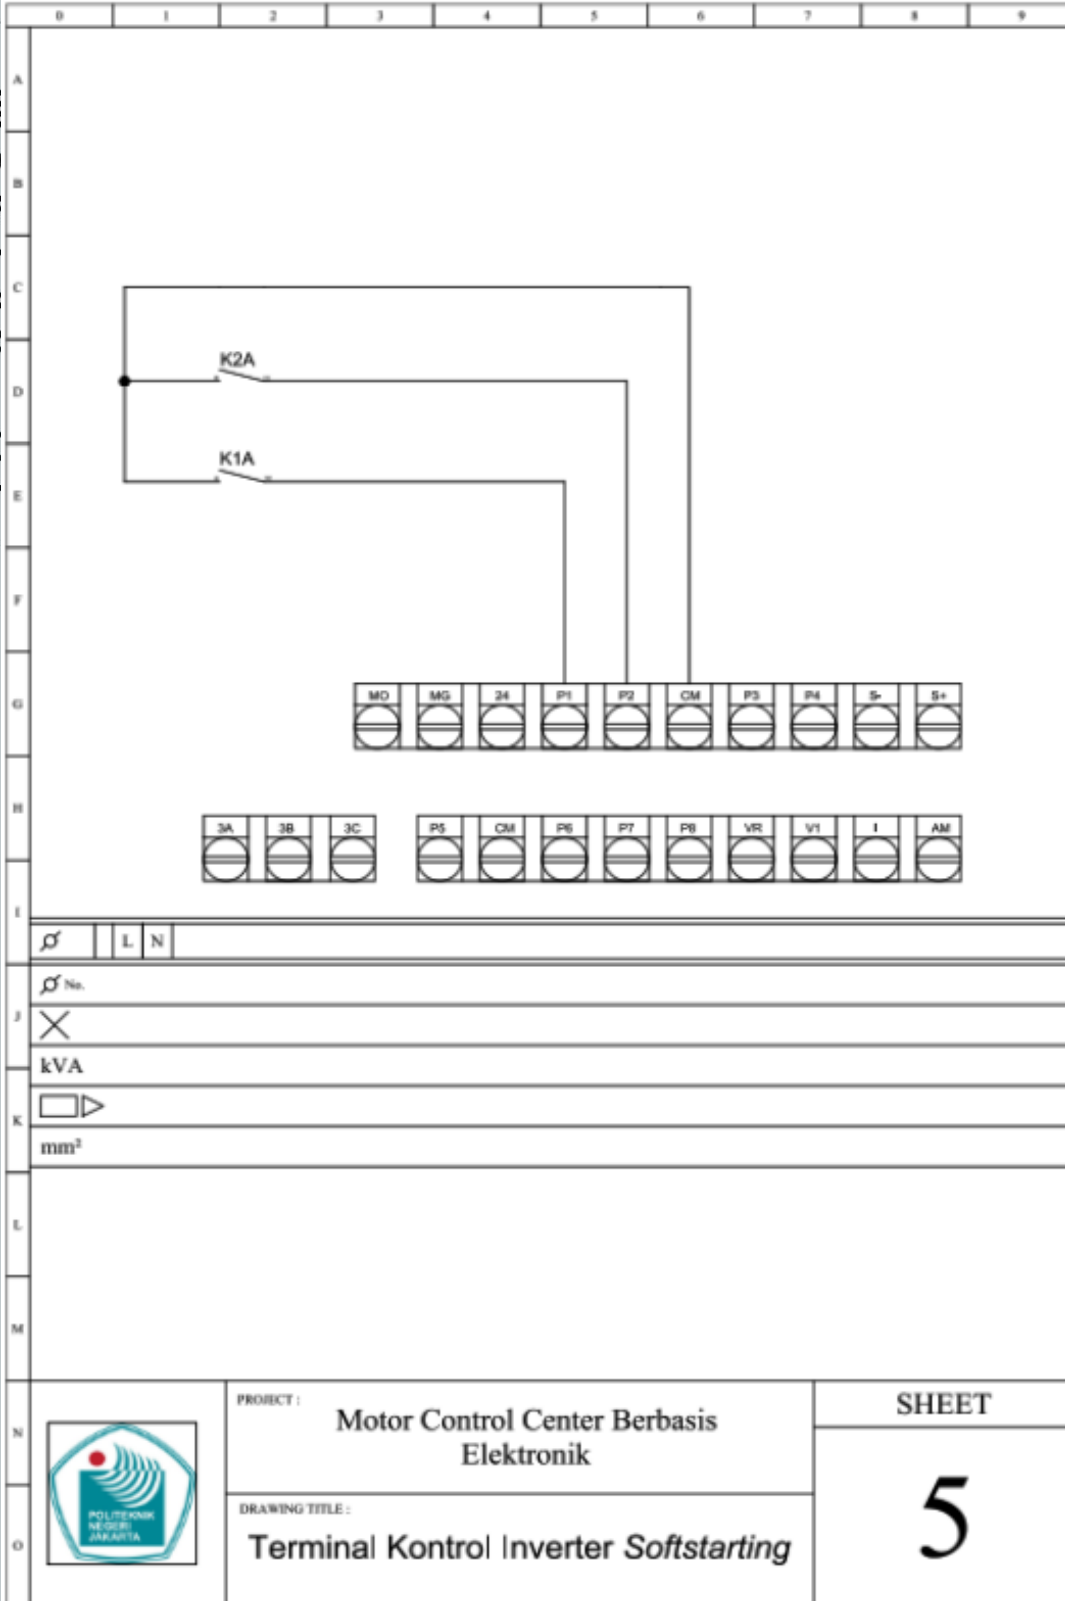 0 1 2 3 4 5 6 7 8 9
A
B
C
K2A
D
K1A
E
F
G
MO MG 24 P1 P2 CM P3 P4 S- S+
H
3A 3B 3C P5 CM P6 P7 P8 VR V1 I AM
I
L N
No.
J
kVA
K
mm²
L
M
N
PROJECT :
Motor Control Center Berbasis
Elektronik
SHEET
5
POLITEKNIK
NEGERI
JAKARTA
O
DRAWING TITLE :
Terminal Kontrol Inverter Softstarting